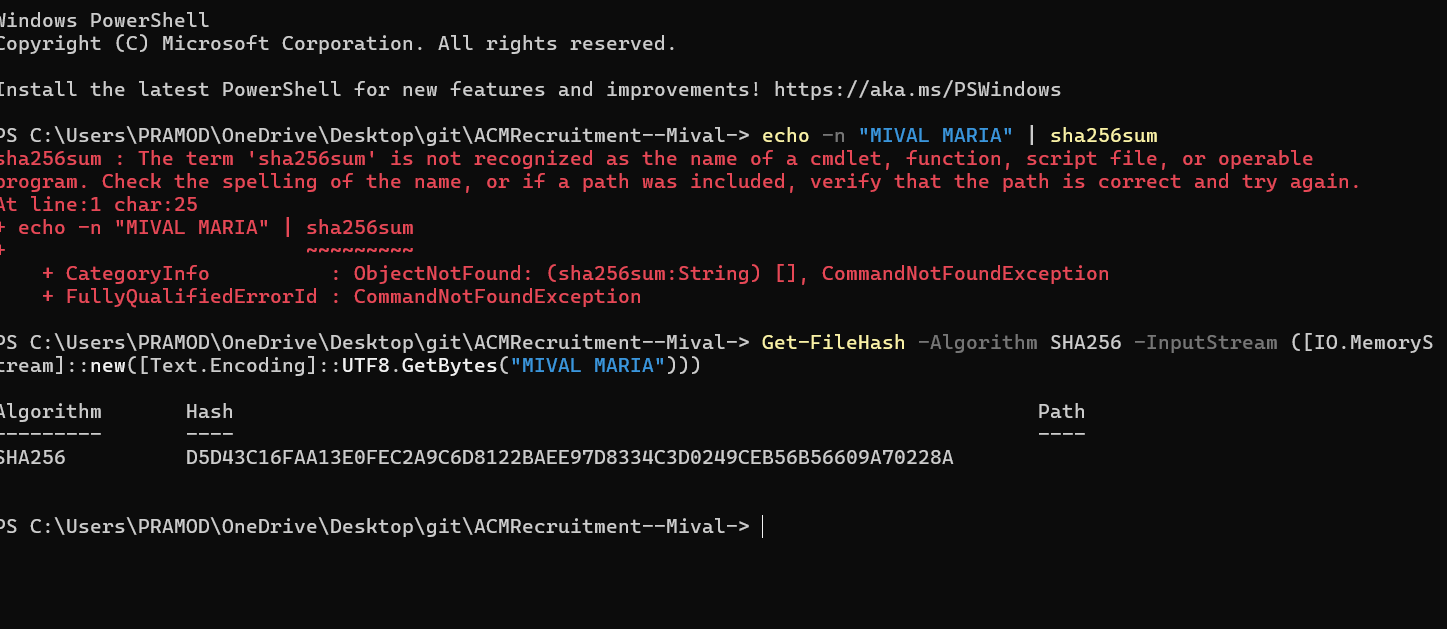 Windows PowerShell
Copyright (C) Microsoft Corporation. All rights reserved.
Install the latest PowerShell for new features and improvements! https://aka.ms/PSWindows
PS C:\Users\PRAMOD\OneDrive\Desktop\git\ACMRecruitment--Mival-> echo -n "MIVAL MARIA" | sha256sum
sha256sum : The term 'sha256sum' is not recognized as the name of a cmdlet, function, script file, or operable
program. Check the spelling of the name, or if a path was included, verify that the path is correct and try again.
At line:1 char:25
+ echo -n "MIVAL MARIA" | sha256sum
+                         ~~~~~~~~~
    + CategoryInfo          : ObjectNotFound: (sha256sum:String) [], CommandNotFoundException
    + FullyQualifiedErrorId : CommandNotFoundException
PS C:\Users\PRAMOD\OneDrive\Desktop\git\ACMRecruitment--Mival-> Get-FileHash -Algorithm SHA256 -InputStream ([IO.MemoryS
tream]::new([Text.Encoding]::UTF8.GetBytes("MIVAL MARIA")))
Algorithm       Hash                                                                   Path
---------       ----                                                                   ----
SHA256          D5D43C16FAA13E0FEC2A9C6D8122BAEE97D8334C3D0249CEB56B56609A70228A
PS C:\Users\PRAMOD\OneDrive\Desktop\git\ACMRecruitment--Mival->